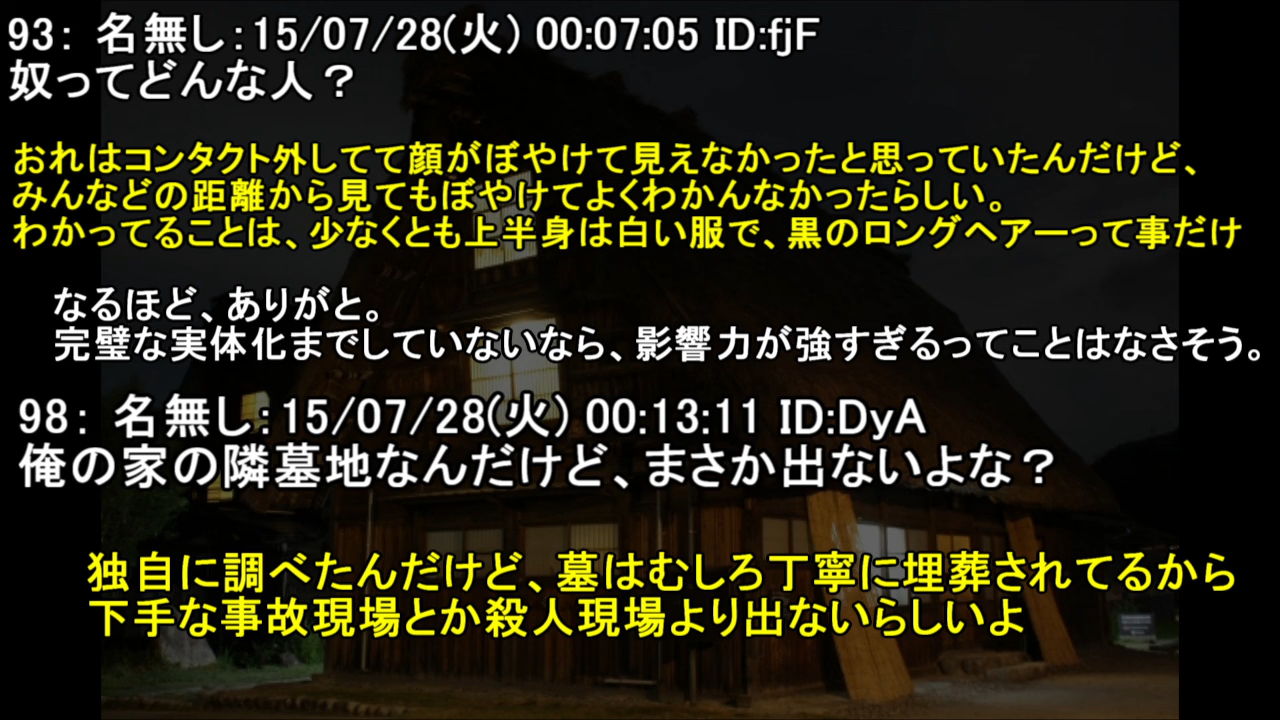 93: 名無し:15/07/28(火) 00:07:05 ID:fjF
奴ってどんな人？
おれはコンタクト外してて顔がぼやけて見えなかったと思っていたんだけど、
みんなどの距離から見てもぼやけてよくわかんなかったらしい。
わかってることは、少なくとも上半身は白い服で、黒のロングヘアーって事だけ
なるほど、ありがと。
完璧な実体化までしていないなら、影響力が強すぎるってことはなさそう。
98: 名無し:15/07/28(火) 00:13:11 ID:DyA
俺の家の隣墓地なんだけど、まさか出ないよな？
独自に調べたんだけど、墓はむしろ丁寧に埋葬されてるから
下手な事故現場とか殺人現場より出ないらしいよ